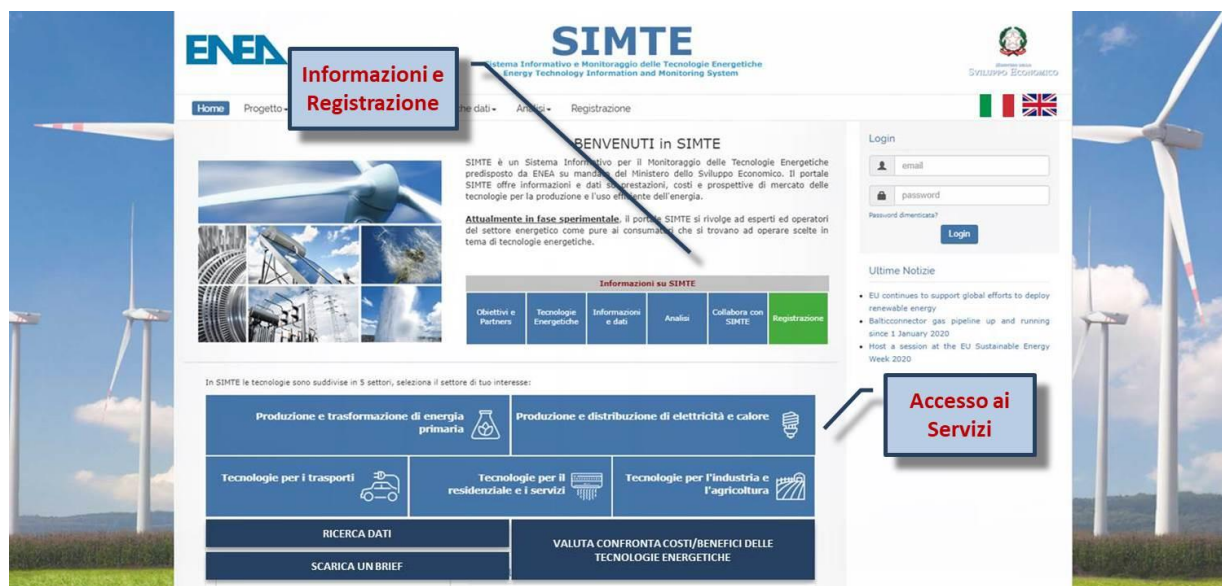 ENEA
SIMTE
Sistema Informativo e Monitoraggio delle Tecnologie Energetiche
Energy Technology Information and Monitoring System
SVILUPPO ECONOMICO
Informazioni e
Registrazione
Home Progetto he dati Analisi Registrazione
BENVENUTI in SIMTE
SIMTE è un Sistema Informativo per il Monitoraggio delle Tecnologie Energetiche
predisposto da ENEA su mandato del Ministero dello Sviluppo Economico. Il portale
SIMTE offre informazioni e dati su prestazioni, costi e prospettive di mercato delle
tecnologie per la produzione e l'uso efficiente dell'energia.
Attualmente in fase sperimentale, il portale SIMTE si rivolge ad esperti ed operatori
del settore energetico come pure ai consumatori che si trovano ad operare scelte in
tema di tecnologie energetiche.
Informazioni su SIMTE
Obiettivi e
Partners
Tecnologie
Energetiche
Informazioni
e dati
Analisi
Collabora con
SIMTE
Registrazione
Login
email
password
Password dimenticata?
Login
Ultime Notizie
EU continues to support global efforts to deploy
renewable energy
Balticconnector gas pipeline up and running
since 1 January 2020
Host a session at the EU Sustainable Energy
Week 2020
In SIMTE le tecnologie sono suddivise in 5 settori, seleziona il settore di tuo interesse:
Accesso ai
Servizi
Produzione e trasformazione di energia
primaria
Produzione e distribuzione di elettricità e calore
Tecnologie per i trasporti
Tecnologie per il
residenziale e i servizi
Tecnologie per l'industria e
l'agricoltura
RICERCA DATI
SCARICA UN BRIEF
VALUTA CONFRONTA COSTI/BENEFICI DELLE
TECNOLOGIE ENERGETICHE